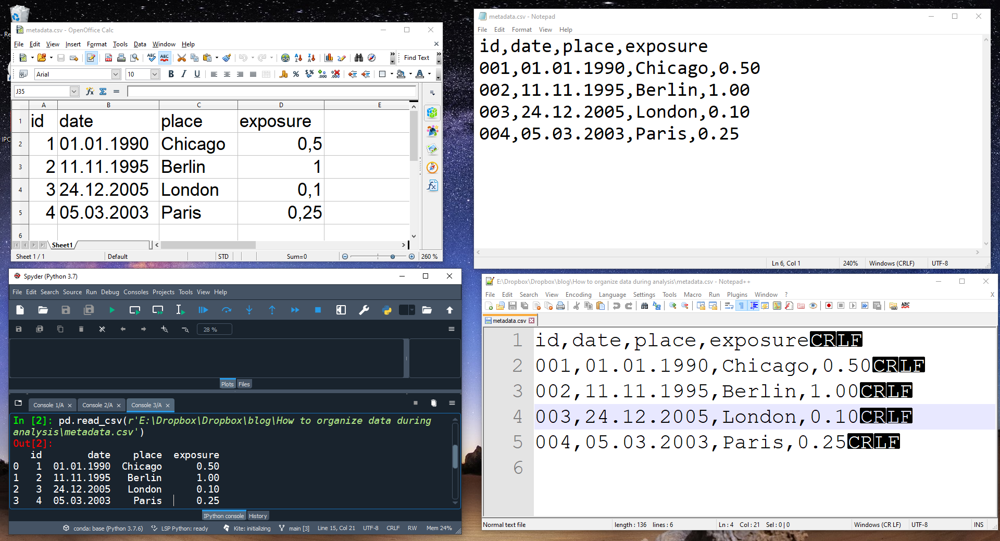 - Re
IPC
metadata.csv - OpenOffice Calc
File Edit View Insert Format Tools Data Window Help
Find Text
Arial 10 B I U
J35
A B C D E
1 id date place exposure
2 1 01.01.1990 Chicago 0,5
3 2 11.11.1995 Berlin 1
4 3 24.12.2005 London 0,1
5 4 05.03.2003 Paris 0,25
6
Sheet1
Sheet 1 / 1 Default STD Sum=0 260 %
metadata.csv - Notepad
File Edit Format View Help
id,date,place,exposure
001,01.01.1990,Chicago,0.50
002,11.11.1995,Berlin,1.00
003,24.12.2005,London,0.10
004,05.03.2003,Paris,0.25
Ln 6, Col 1 240% Windows (CRLF) UTF-8
Spyder (Python 3.7)
File Edit Search Source Run Debug Consoles Projects Tools View Help
28 %
Plots Files
Console 1/A Console 2/A Console 3/A
In [2]: pd.read_csv(r'E:\Dropbox\Dropbox\blog\How to organize data during
analysis\metadata.csv')
Out[2]:
id date place exposure
0 1 01.01.1990 Chicago 0.50
1 2 11.11.1995 Berlin 1.00
2 3 24.12.2005 London 0.10
3 4 05.03.2003 Paris 0.25
IPython console History
conda: base (Python 3.7.6) LSP Python: ready Kite: initializing main [3] Line 15, Col 21 UTF-8 CRLF RW Mem 24%
E:\Dropbox\Dropbox\blog\How to organize data during analysis\metadata.csv - Notepad++
File Edit Search View Encoding Language Settings Tools Macro Run Plugins Window ? X
metadata.csv
1 id,date,place,exposureCRLF
2 001,01.01.1990,Chicago,0.50CRLF
3 002,11.11.1995,Berlin,1.00CRLF
4 003,24.12.2005,London,0.10CRLF
5 004,05.03.2003,Paris,0.25CRLF
6
Normal text file length : 136 lines : 6 Ln : 4 Col : 21 Sel : 0 | 0 Windows (CR LF) UTF-8 INS